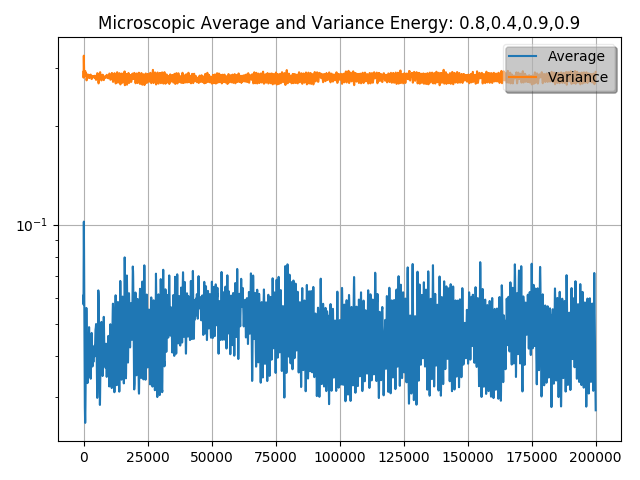 Microscopic Average and Variance Energy: 0.8,0.4,0.9,0.9
Average
Variance
10⁻¹
0 25000 50000 75000 100000 125000 150000 175000 200000